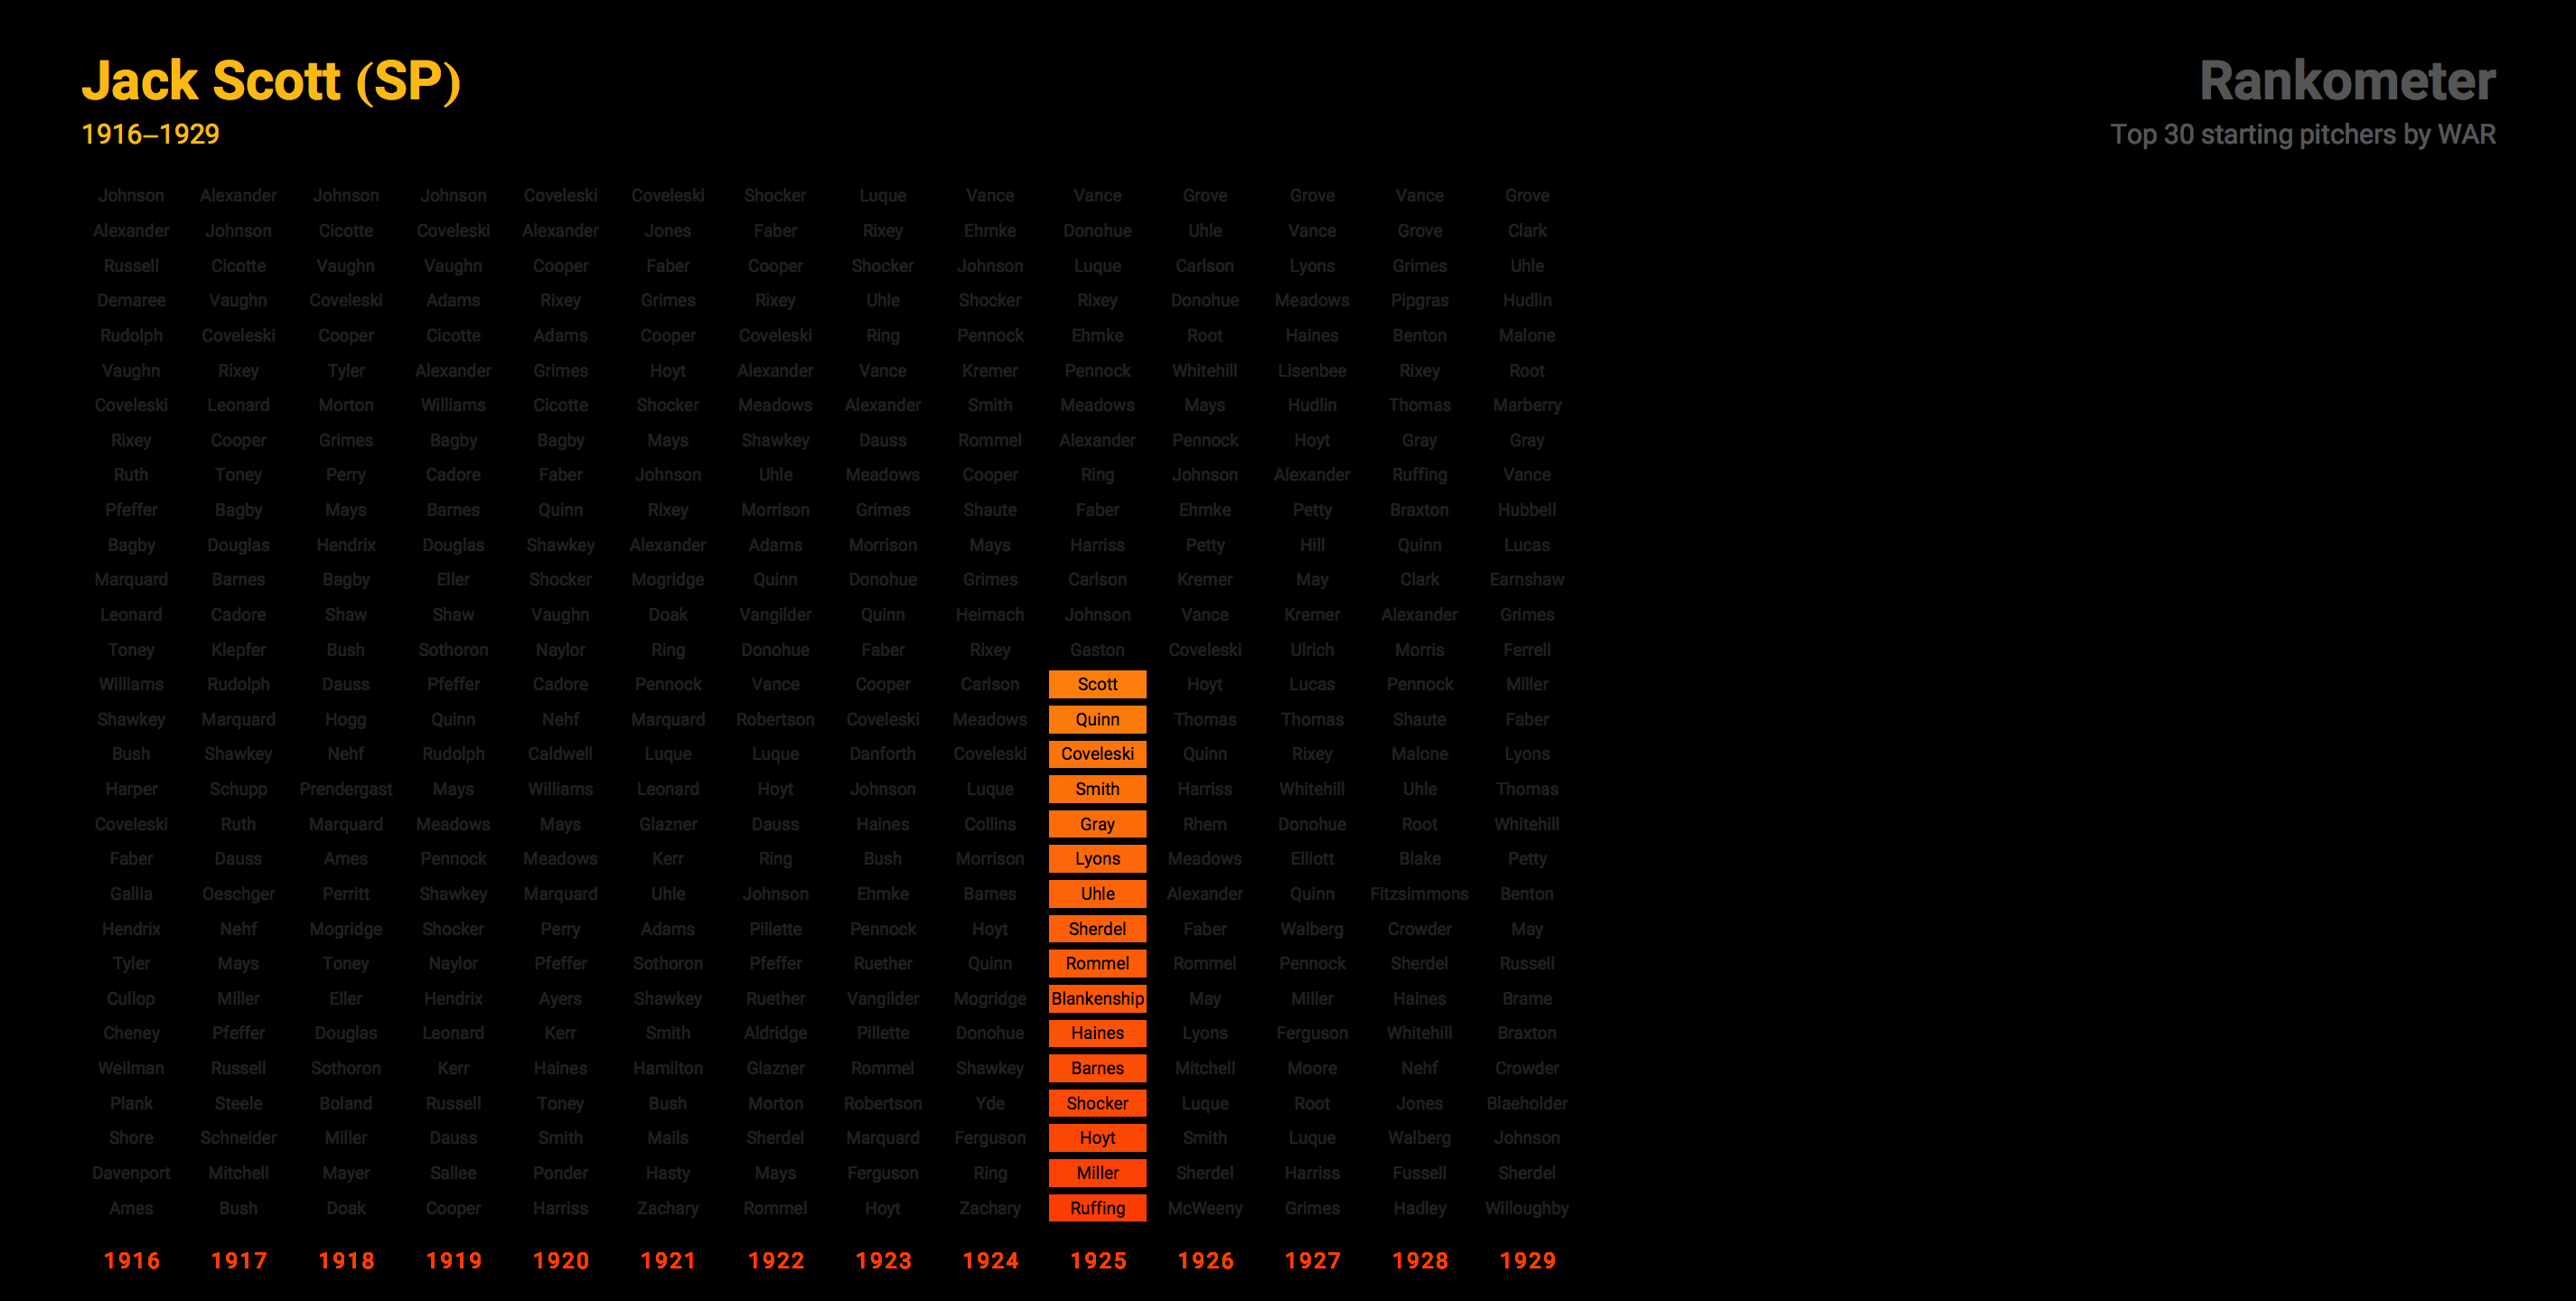 Jack Scott (SP)
1916–1929
Rankometer
Top 30 starting pitchers by WAR
Johnson Alexander Johnson Johnson Coveleski Coveleski Shocker Luque Vance Vance Grove Grove Vance Grove
Alexander Johnson Cicotte Coveleski Alexander Jones Faber Rixey Ehmke Donohue Uhle Vance Grove Clark
Russell Cicotte Vaughn Vaughn Cooper Faber Cooper Shocker Johnson Luque Carlson Lyons Grimes Uhle
Demaree Vaughn Coveleski Adams Rixey Grimes Rixey Uhle Shocker Rixey Donohue Meadows Pipgras Hudlin
Rudolph Coveleski Cooper Cicotte Adams Cooper Coveleski Ring Pennock Ehmke Root Haines Benton Malone
Vaughn Rixey Tyler Alexander Grimes Hoyt Alexander Vance Kremer Pennock Whitehill Lisenbee Rixey Root
Coveleski Leonard Morton Williams Cicotte Shocker Meadows Alexander Smith Meadows Mays Hudlin Thomas Marberry
Rixey Cooper Grimes Bagby Bagby Mays Shawkey Dauss Rommel Alexander Pennock Hoyt Gray Gray
Ruth Toney Perry Cadore Faber Johnson Uhle Meadows Cooper Ring Johnson Alexander Ruffing Vance
Pfeffer Bagby Mays Barnes Quinn Rixey Morrison Grimes Shaute Faber Ehmke Petty Braxton Hubbell
Bagby Douglas Hendrix Douglas Shawkey Alexander Adams Morrison Mays Harriss Petty Hill Quinn Lucas
Marquard Barnes Bagby Eller Shocker Mogridge Quinn Donohue Grimes Carlson Kremer May Clark Earnshaw
Leonard Cadore Shaw Shaw Vaughn Doak Vangilder Quinn Heimach Johnson Vance Kremer Alexander Grimes
Toney Klepfer Bush Sothoron Naylor Ring Donohue Faber Rixey Gaston Coveleski Ulrich Morris Ferrell
Williams Rudolph Dauss Pfeffer Cadore Pennock Vance Cooper Carlson Scott Hoyt Lucas Pennock Miller
Shawkey Marquard Hogg Quinn Nehf Marquard Robertson Coveleski Meadows Quinn Thomas Thomas Shaute Faber
Bush Shawkey Nehf Rudolph Caldwell Luque Luque Danforth Coveleski Coveleski Quinn Rixey Malone Lyons
Harper Schupp Prendergast Mays Williams Leonard Hoyt Johnson Luque Smith Harriss Whitehill Uhle Thomas
Coveleski Ruth Marquard Meadows Mays Glazner Dauss Haines Collins Gray Rhem Donohue Root Whitehill
Faber Dauss Ames Pennock Meadows Kerr Ring Bush Morrison Lyons Meadows Elliott Blake Petty
Gallia Oeschger Perritt Shawkey Marquard Uhle Johnson Ehmke Barnes Uhle Alexander Quinn Fitzsimmons Benton
Hendrix Nehf Mogridge Shocker Perry Adams Pillette Pennock Hoyt Sherdel Faber Walberg Crowder May
Tyler Mays Toney Naylor Pfeffer Sothoron Pfeffer Ruether Quinn Rommel Rommel Pennock Sherdel Russell
Cullop Miller Eller Hendrix Ayers Shawkey Ruether Vangilder Mogridge Blankenship May Miller Haines Brame
Cheney Pfeffer Douglas Leonard Kerr Smith Aldridge Pillette Donohue Haines Lyons Ferguson Whitehill Braxton
Weilman Russell Sothoron Kerr Haines Hamilton Glazner Rommel Shawkey Barnes Mitchell Moore Nehf Crowder
Plank Steele Boland Russell Toney Bush Morton Robertson Yde Shocker Luque Root Jones Blaeholder
Shore Schneider Miller Dauss Smith Mails Sherdel Marquard Ferguson Hoyt Smith Luque Walberg Johnson
Davenport Mitchell Mayer Sallee Ponder Hasty Mays Ferguson Ring Miller Sherdel Harriss Fussell Sherdel
Ames Bush Doak Cooper Harriss Zachary Rommel Hoyt Zachary Ruffing McWeeny Grimes Hadley Willoughby
1916 1917 1918 1919 1920 1921 1922 1923 1924 1925 1926 1927 1928 1929